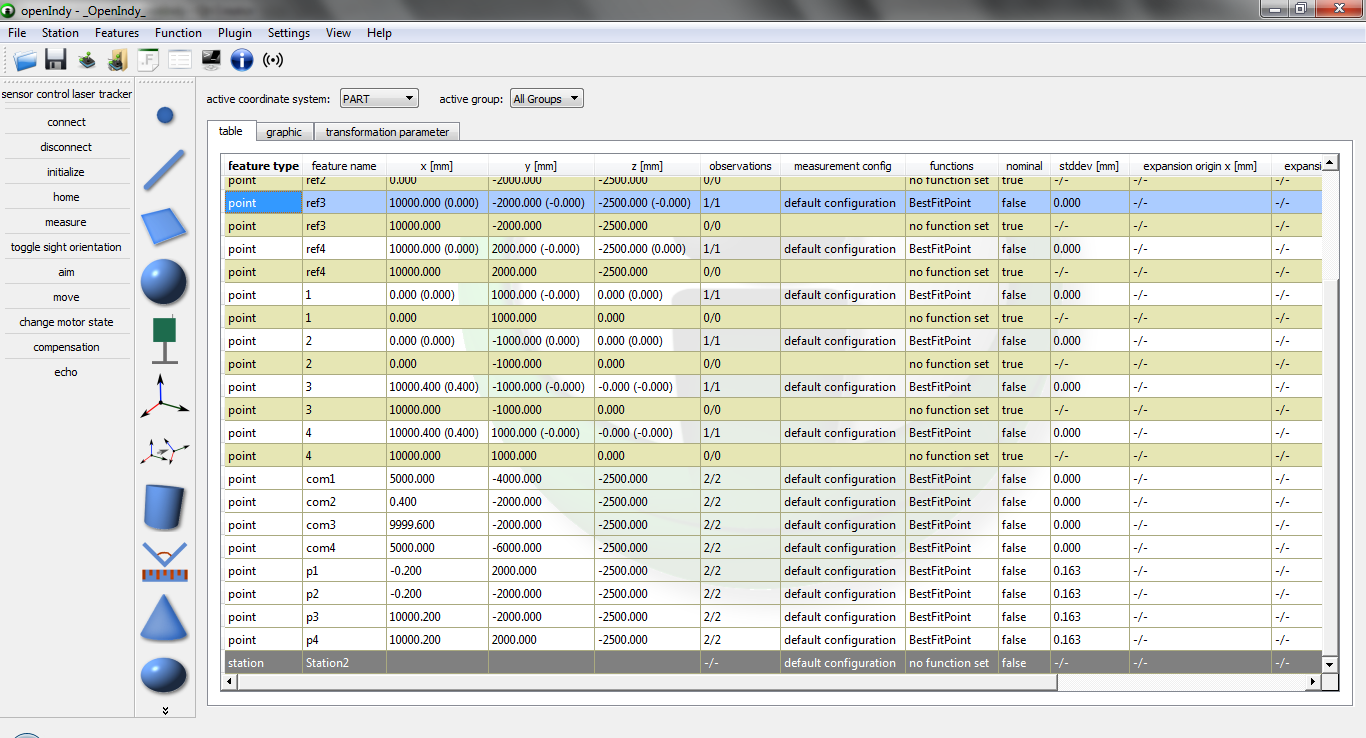 openIndy - _OpenIndy_
File Station Features Function Plugin Settings View Help
sensor control laser tracker
connect
disconnect
initialize
home
measure
toggle sight orientation
aim
move
change motor state
compensation
echo
active coordinate system: PART active group: All Groups
table graphic transformation parameter
feature type feature name x [mm] y [mm] z [mm] observations measurement config functions nominal stddev [mm] expansion origin x [mm] expansi
point ref2 0.000 -2000.000 -2500.000 0/0 no function set true -/- -/- -/-
point ref3 10000.000 (0.000) -2000.000 (-0.000) -2500.000 (-0.000) 1/1 default configuration BestFitPoint false 0.000 -/- -/-
point ref3 10000.000 -2000.000 -2500.000 0/0 no function set true -/- -/- -/-
point ref4 10000.000 (0.000) 2000.000 (-0.000) -2500.000 (0.000) 1/1 default configuration BestFitPoint false 0.000 -/- -/-
point ref4 10000.000 2000.000 -2500.000 0/0 no function set true -/- -/- -/-
point 1 0.000 (0.000) 1000.000 (-0.000) 0.000 (0.000) 1/1 default configuration BestFitPoint false 0.000 -/- -/-
point 1 0.000 1000.000 0.000 0/0 no function set true -/- -/- -/-
point 2 0.000 (0.000) -1000.000 (0.000) 0.000 (0.000) 1/1 default configuration BestFitPoint false 0.000 -/- -/-
point 2 0.000 -1000.000 0.000 0/0 no function set true -/- -/- -/-
point 3 10000.400 (0.400) -1000.000 (-0.000) -0.000 (-0.000) 1/1 default configuration BestFitPoint false 0.000 -/- -/-
point 3 10000.000 -1000.000 0.000 0/0 no function set true -/- -/- -/-
point 4 10000.400 (0.400) 1000.000 (-0.000) -0.000 (-0.000) 1/1 default configuration BestFitPoint false 0.000 -/- -/-
point 4 10000.000 1000.000 0.000 0/0 no function set true -/- -/- -/-
point com1 5000.000 -4000.000 -2500.000 2/2 default configuration BestFitPoint false 0.000 -/- -/-
point com2 0.400 -2000.000 -2500.000 2/2 default configuration BestFitPoint false 0.000 -/- -/-
point com3 9999.600 -2000.000 -2500.000 2/2 default configuration BestFitPoint false 0.000 -/- -/-
point com4 5000.000 -6000.000 -2500.000 2/2 default configuration BestFitPoint false 0.000 -/- -/-
point p1 -0.200 2000.000 -2500.000 2/2 default configuration BestFitPoint false 0.163 -/- -/-
point p2 -0.200 -2000.000 -2500.000 2/2 default configuration BestFitPoint false 0.163 -/- -/-
point p3 10000.200 -2000.000 -2500.000 2/2 default configuration BestFitPoint false 0.163 -/- -/-
point p4 10000.200 2000.000 -2500.000 2/2 default configuration BestFitPoint false 0.163 -/- -/-
station Station2 -/- default configuration no function set false -/- -/- -/-